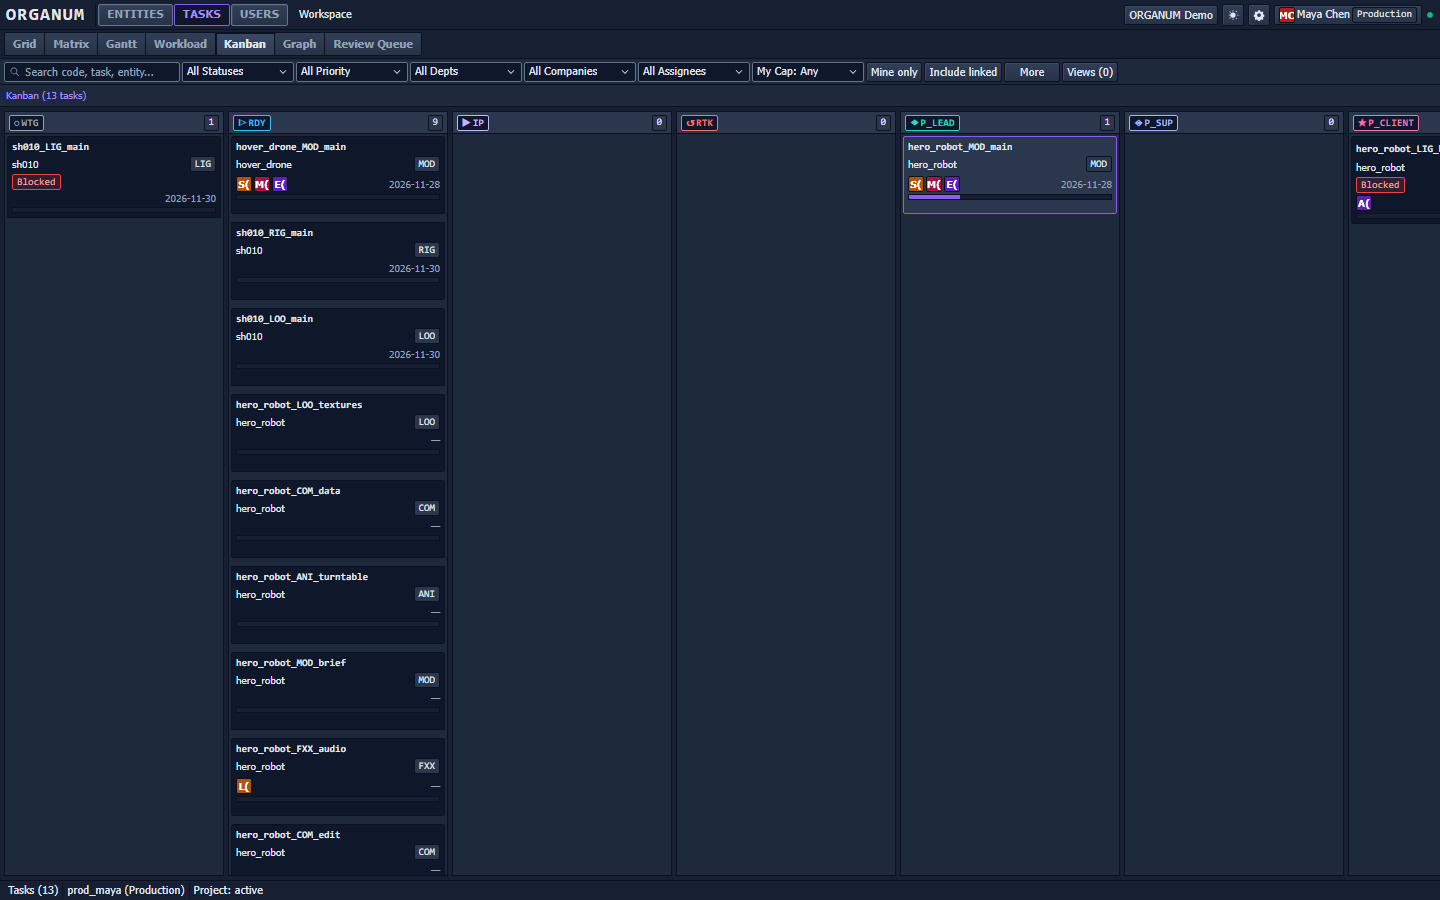 ORGANUM ENTITIES TASKS USERS Workspace ORGANUM Demo MC Maya Chen Production
Grid Matrix Gantt Workload Kanban Graph Review Queue
Search code, task, entity... All Statuses All Priority All Depts All Companies All Assignees My Cap: Any Mine only Include linked More Views (0)
Kanban (13 tasks)
WTG 1
sh010_LIG_main
sh010 LIG
Blocked
2026-11-30
RDY 9
hover_drone_MOD_main
hover_drone MOD
S( M( E( 2026-11-28
sh010_RIG_main
sh010 RIG
2026-11-30
sh010_LOO_main
sh010 LOO
2026-11-30
hero_robot_LOO_textures
hero_robot LOO
—
hero_robot_COM_data
hero_robot COM
—
hero_robot_ANI_turntable
hero_robot ANI
—
hero_robot_MOD_brief
hero_robot MOD
—
hero_robot_FXX_audio
hero_robot FXX
L( —
hero_robot_COM_edit
hero_robot COM
—
IP 0
RTK 0
P_LEAD 1
hero_robot_MOD_main
hero_robot MOD
S( M( E( 2026-11-28
P_SUP 0
P_CLIENT
hero_robot_LIG_
hero_robot
Blocked
A(
Tasks (13) prod_maya (Production) Project: active